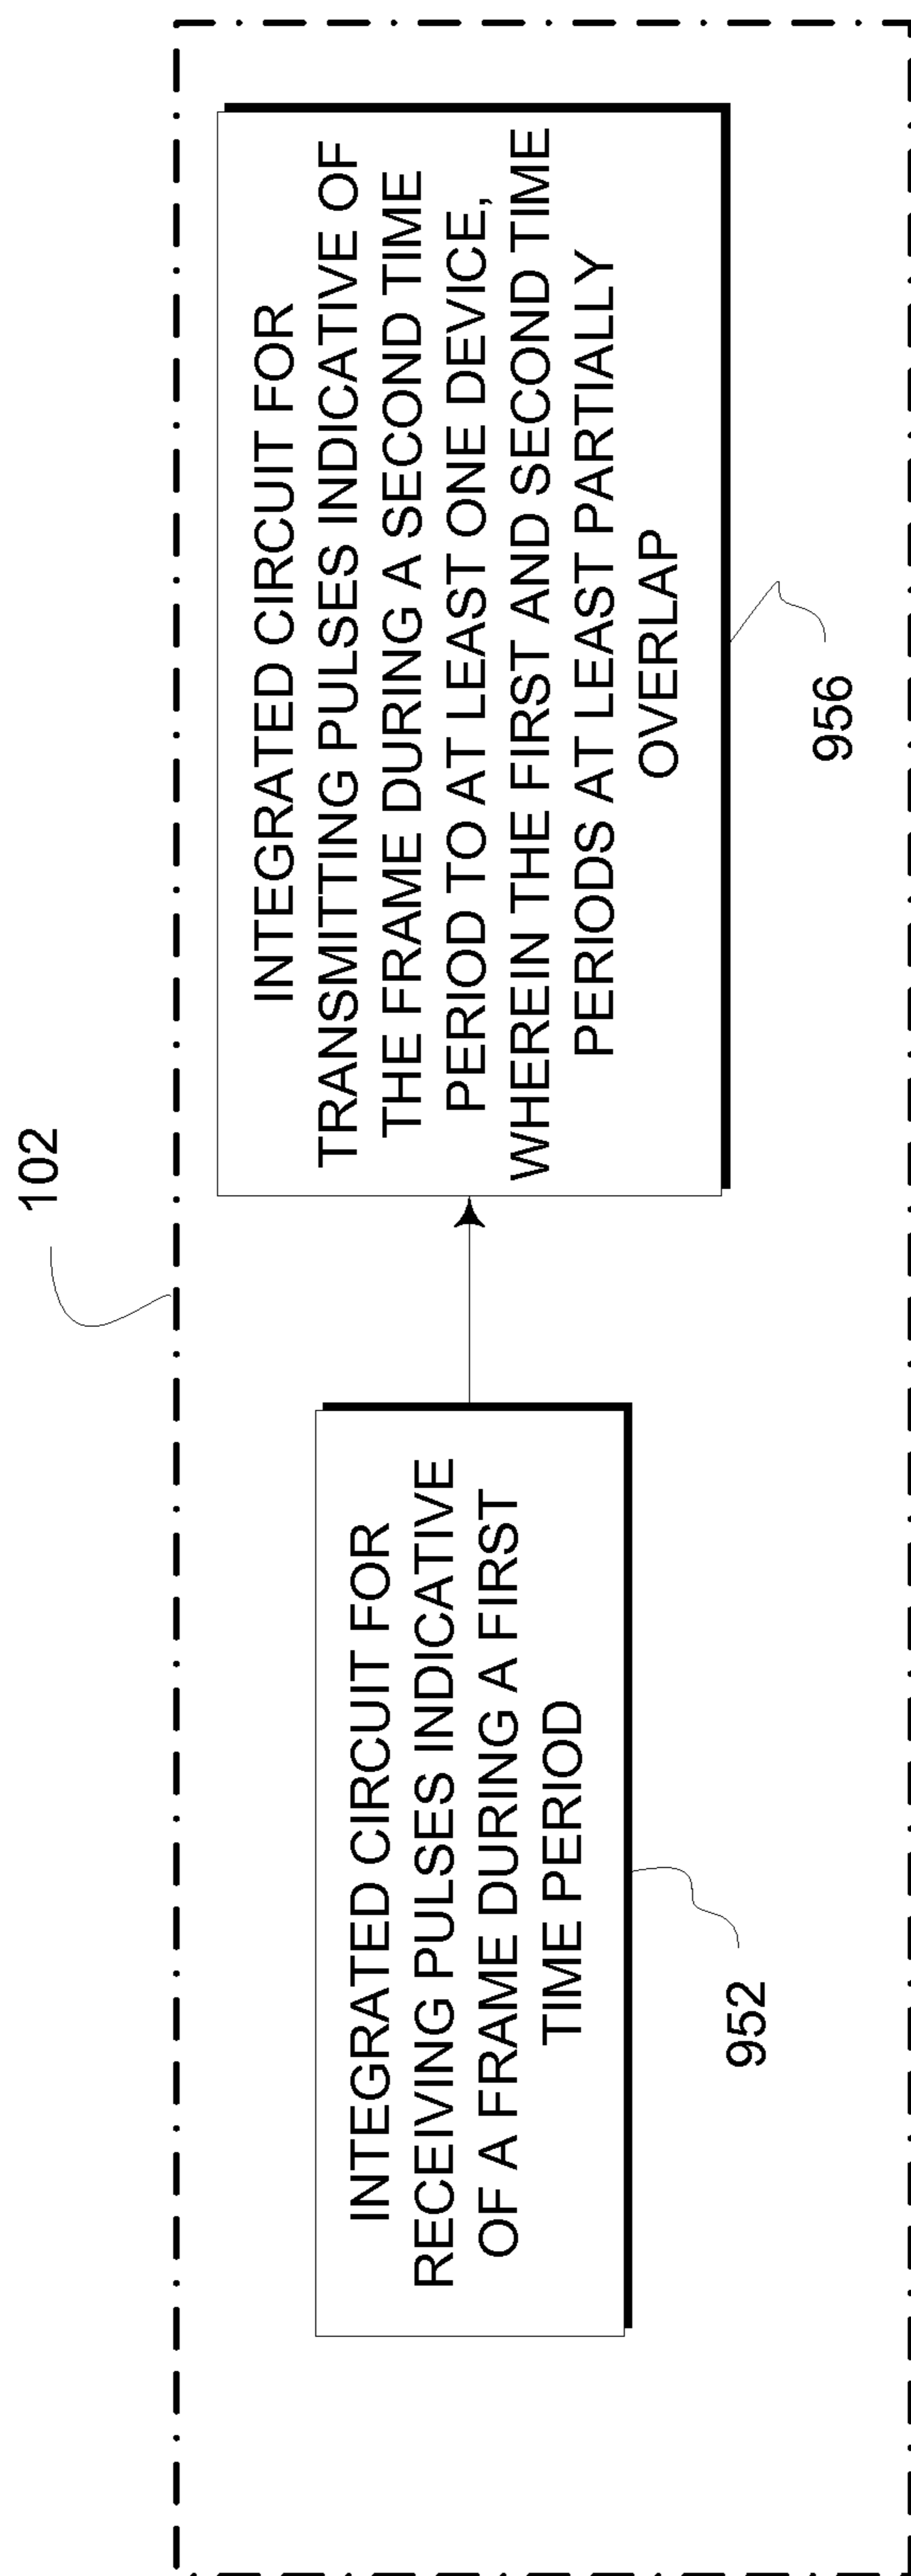 102
INTEGRATED CIRCUIT FOR
RECEIVING PULSES INDICATIVE
OF A FRAME DURING A FIRST
TIME PERIOD
952
INTEGRATED CIRCUIT FOR
TRANSMITTING PULSES INDICATIVE OF
THE FRAME DURING A SECOND TIME
PERIOD TO AT LEAST ONE DEVICE,
WHEREIN THE FIRST AND SECOND TIME
PERIODS AT LEAST PARTIALLY
OVERLAP
956